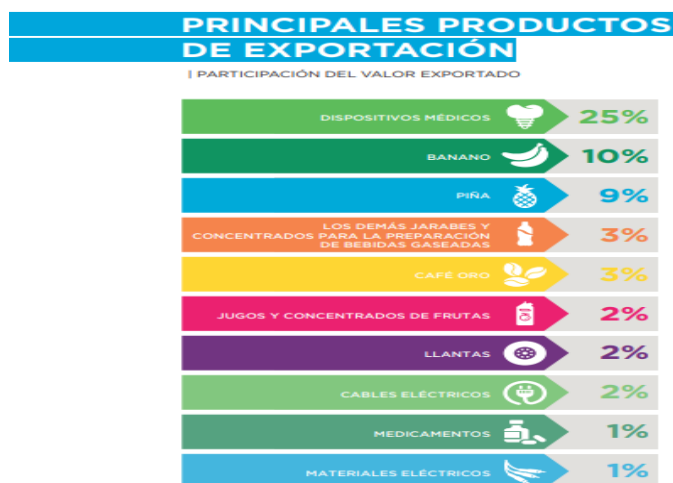 PRINCIPALES PRODUCTOS
DE EXPORTACIÓN
| PARTICIPACIÓN DEL VALOR EXPORTADO
DISPOSITIVOS MÉDICOS 25%
BANANO 10%
PIÑA 9%
LOS DEMÁS JARABES Y
CONCENTRADOS PARA LA PREPARACIÓN
DE BEBIDAS GASEADAS
3%
CAFÉ ORO 3%
JUGOS Y CONCENTRADOS DE FRUTAS 2%
LLANTAS 2%
CABLES ELÉCTRICOS 2%
MEDICAMENTOS 1%
MATERIALES ELÉCTRICOS 1%